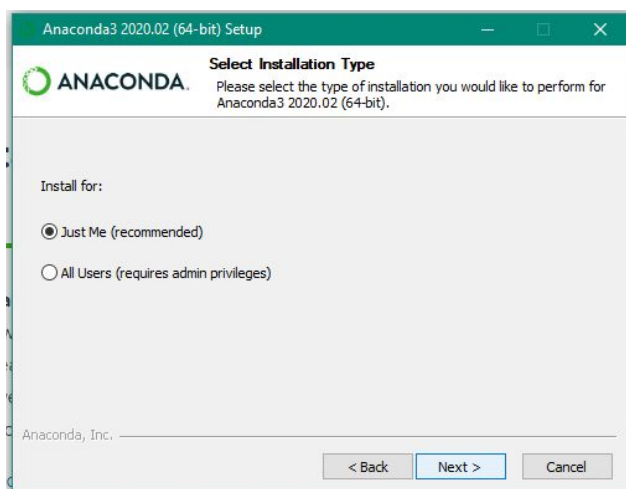 Anaconda3 2020.02 (64-bit) Setup
ANACONDA.
Select Installation Type
Please select the type of installation you would like to perform for
Anaconda3 2020.02 (64-bit).
Install for:
Just Me (recommended)
All Users (requires admin privileges)
Anaconda, Inc.
< Back
Next >
Cancel